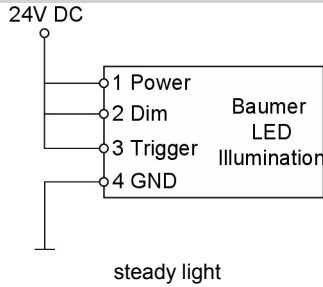 24V DC
1 Power
2 Dim
3 Trigger
4 GND
Baumer
LED
Illumination
steady light